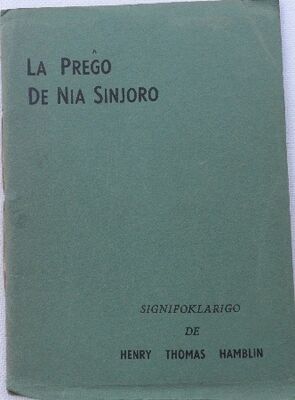 LA PREĜO
DE NIA SINJORO
SIGNIFOKLARIGO
DE
HENRY THOMAS HAMBLIN